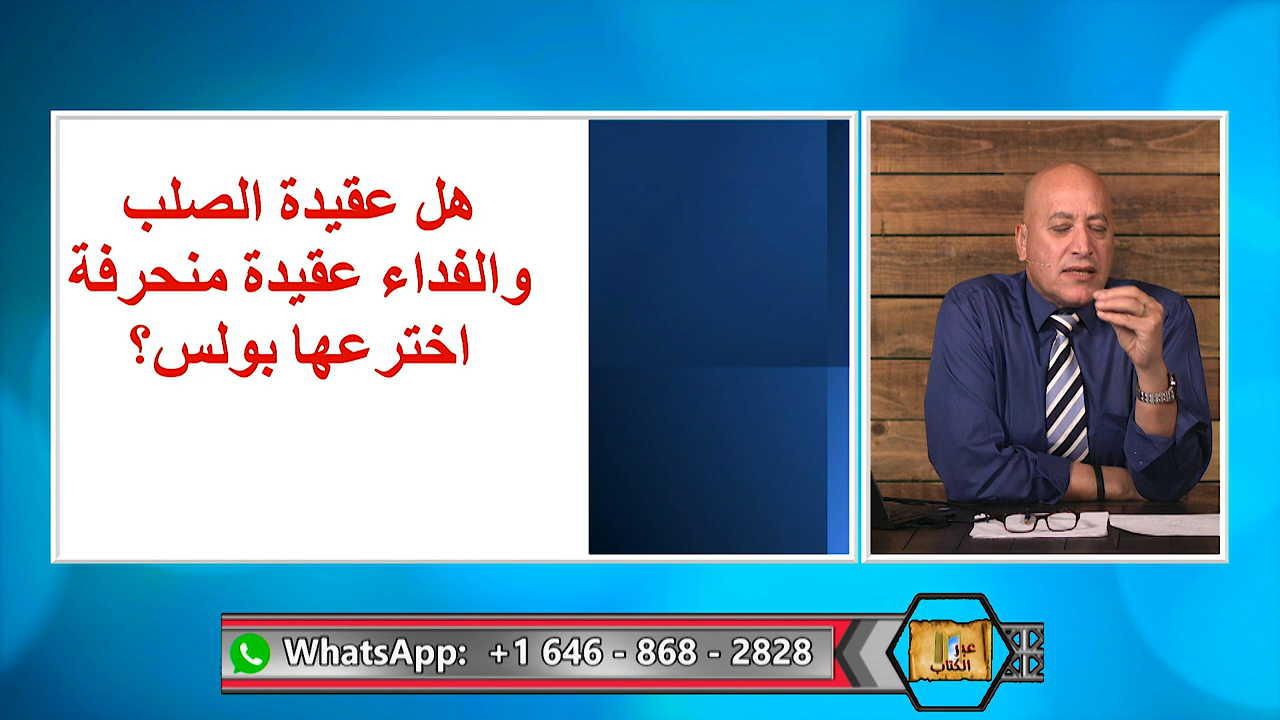 هل عقيدة الصلب
والفداء عقيدة منحرفة
اخترعها بولس؟
WhatsApp: +1 646 - 868 - 2828
عبر
الكتاب